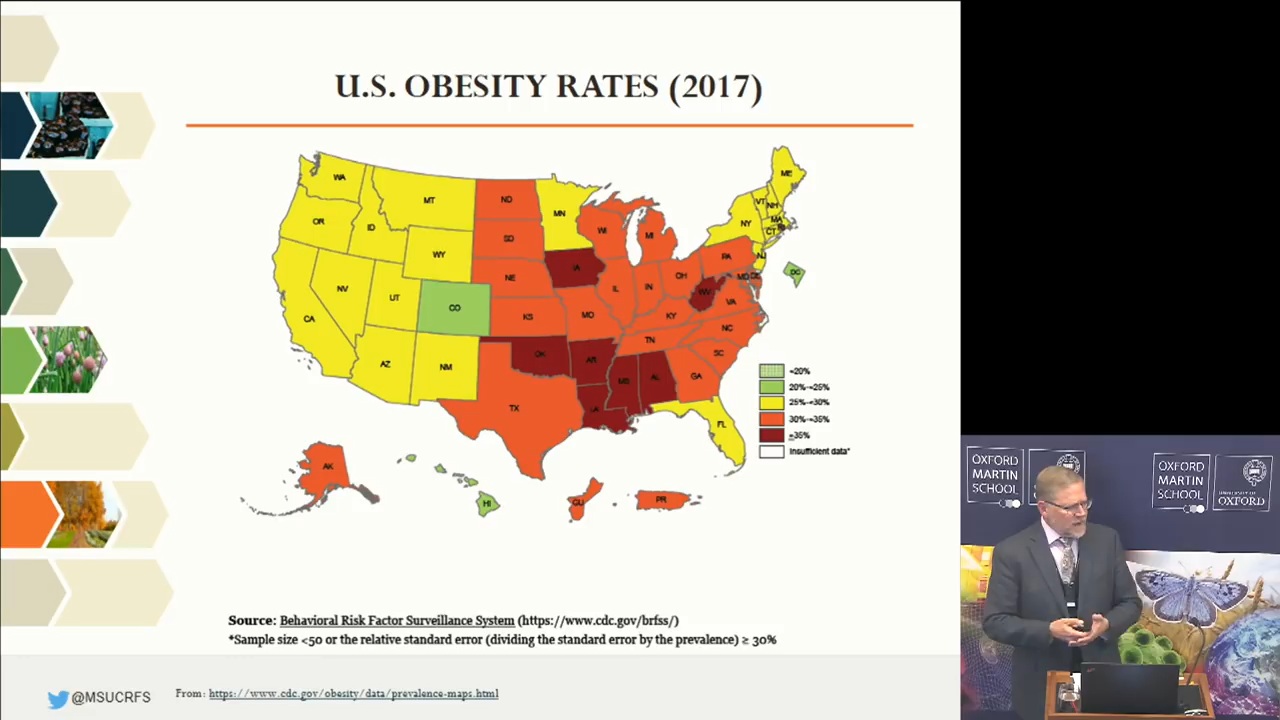 U.S. OBESITY RATES (2017)
WA
MT
ND
MN
ME
VT
NH
OR
ID
SD
WI
MI
NY
MA
CT
WY
IA
PA
NJ
DC
NV
UT
CO
NE
IL
IN
OH
MD
DE
WV
VA
CA
KS
MO
KY
NC
AZ
NM
OK
AR
TN
SC
TX
LA
MS
AL
GA
FL
<20%
20%-<25%
25%-<30%
30%-<35%
≥35%
Insufficient data*
AK
HI
GU
PR
Source: Behavioral Risk Factor Surveillance System (https://www.cdc.gov/brfss/)
*Sample size <50 or the relative standard error (dividing the standard error by the prevalence) ≥ 30%
@MSUCRFS
From: https://www.cdc.gov/obesity/data/prevalence-maps.html
OXFORD
MARTIN
SCHOOL
OXFORD
MARTIN
SCHOOL
UNIVERSITY OF
OXFORD